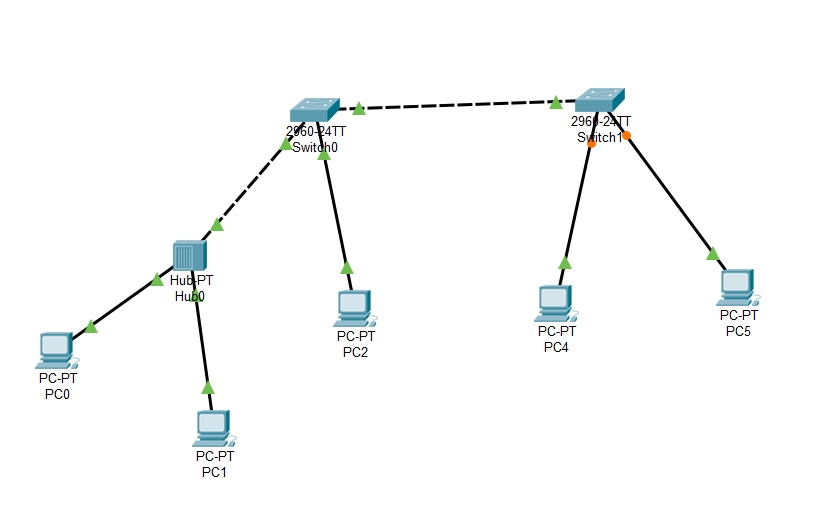 2960-24TT
Switch0
2960-24TT
Switch1
Hub-PT
Hub0
PC-PT
PC2
PC-PT
PC4
PC-PT
PC5
PC-PT
PC0
PC-PT
PC1